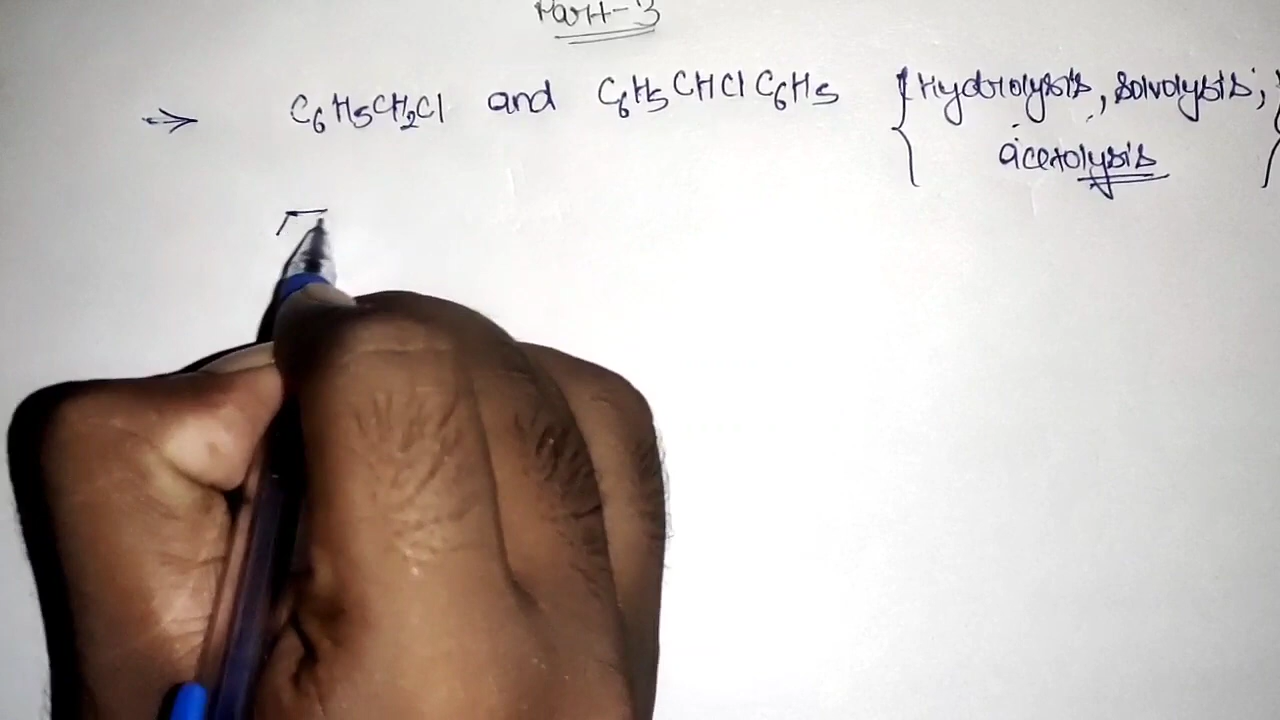 Part-3
→ C₆H₅CH₂Cl and C₆H₅CHClC₆H₅ {Hydrolysis, Solvolysis;
acetolysis}